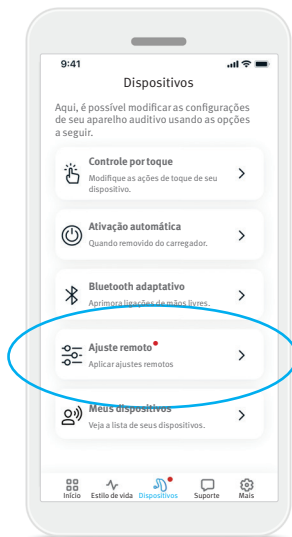 9:41
Dispositivos
Aqui, é possível modificar as configurações
de seu aparelho auditivo usando as opções
a seguir.
Controle por toque
Modifique as ações de toque de seu
dispositivo.
Ativação automática
Quando removido do carregador.
Bluetooth adaptativo
Aprimora ligações de mãos livres.
Ajuste remoto
Aplicar ajustes remotos
Meus dispositivos
Veja a lista de seus dispositivos.
Início Estilo de vida Dispositivos Suporte Mais